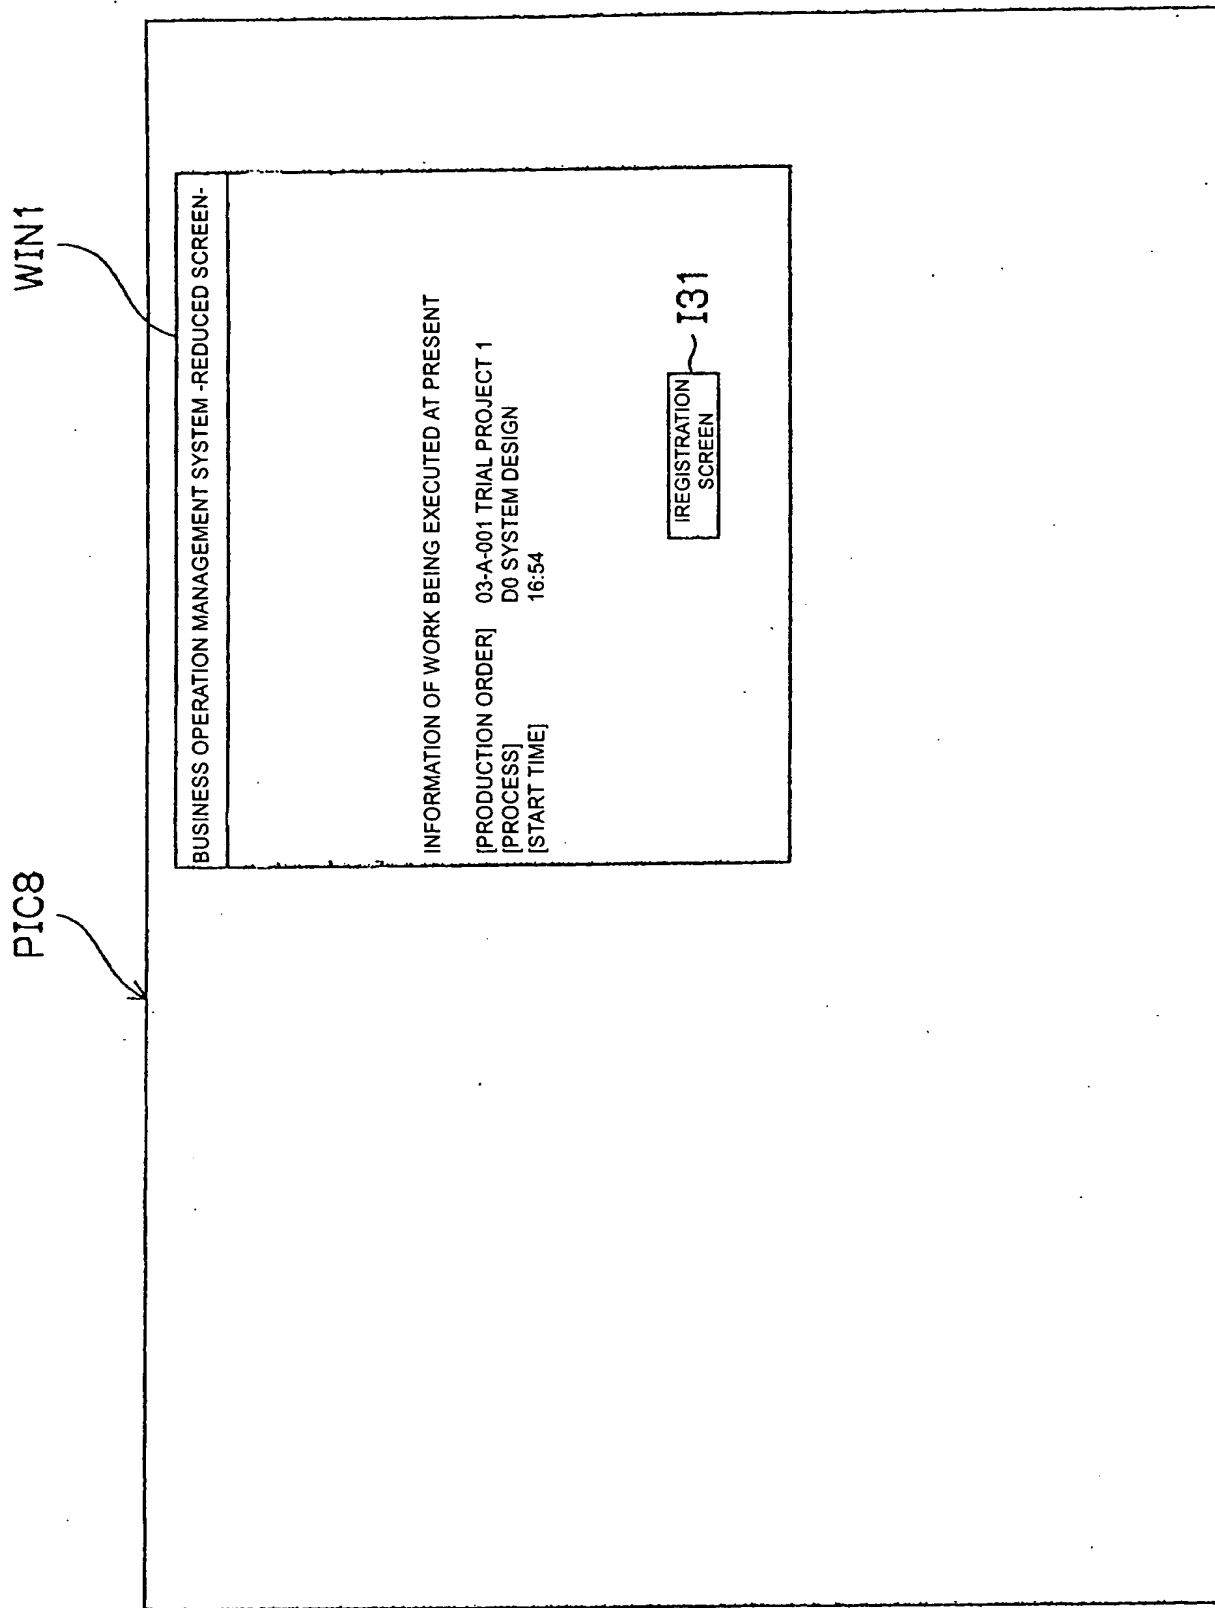 PIC8
WIN1
BUSINESS OPERATION MANAGEMENT SYSTEM -REDUCED SCREEN-
INFORMATION OF WORK BEING EXECUTED AT PRESENT
[PRODUCTION ORDER] 03-A-001 TRIAL PROJECT 1
[PROCESS] D0 SYSTEM DESIGN
[START TIME] 16:54
IREGISTRATION
SCREEN
I31